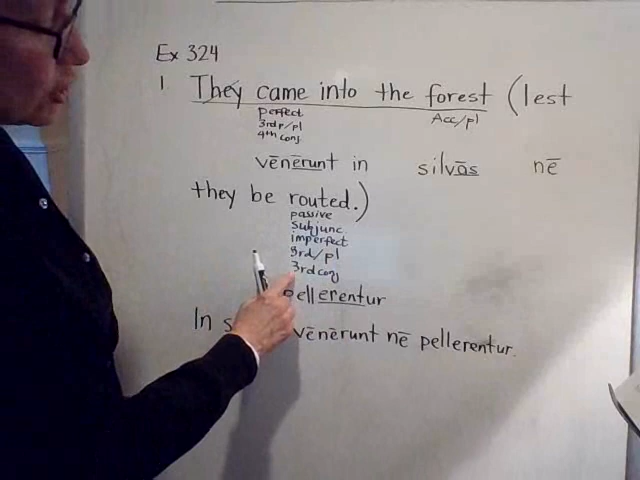 Ex 324
1 They came into the forest (lest
perfect Acc/pl
3rd p/pl
4th conj
vēnērunt in silvās nē
they be routed.)
passive
subjunc.
imperfect
3rd/pl
3rd conj
pellerentur
In vēnērunt nē pellerentur.